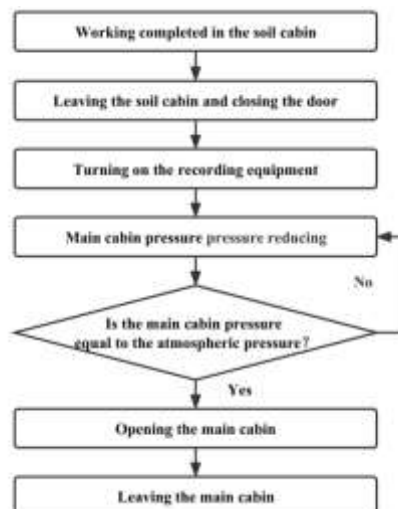 Working completed in the soil cabin
Leaving the soil cabin and closing the door
Turning on the recording equipment
Main cabin pressure pressure reducing
No
Is the main cabin pressure
equal to the atmospheric pressure?
Yes
Opening the main cabin
Leaving the main cabin